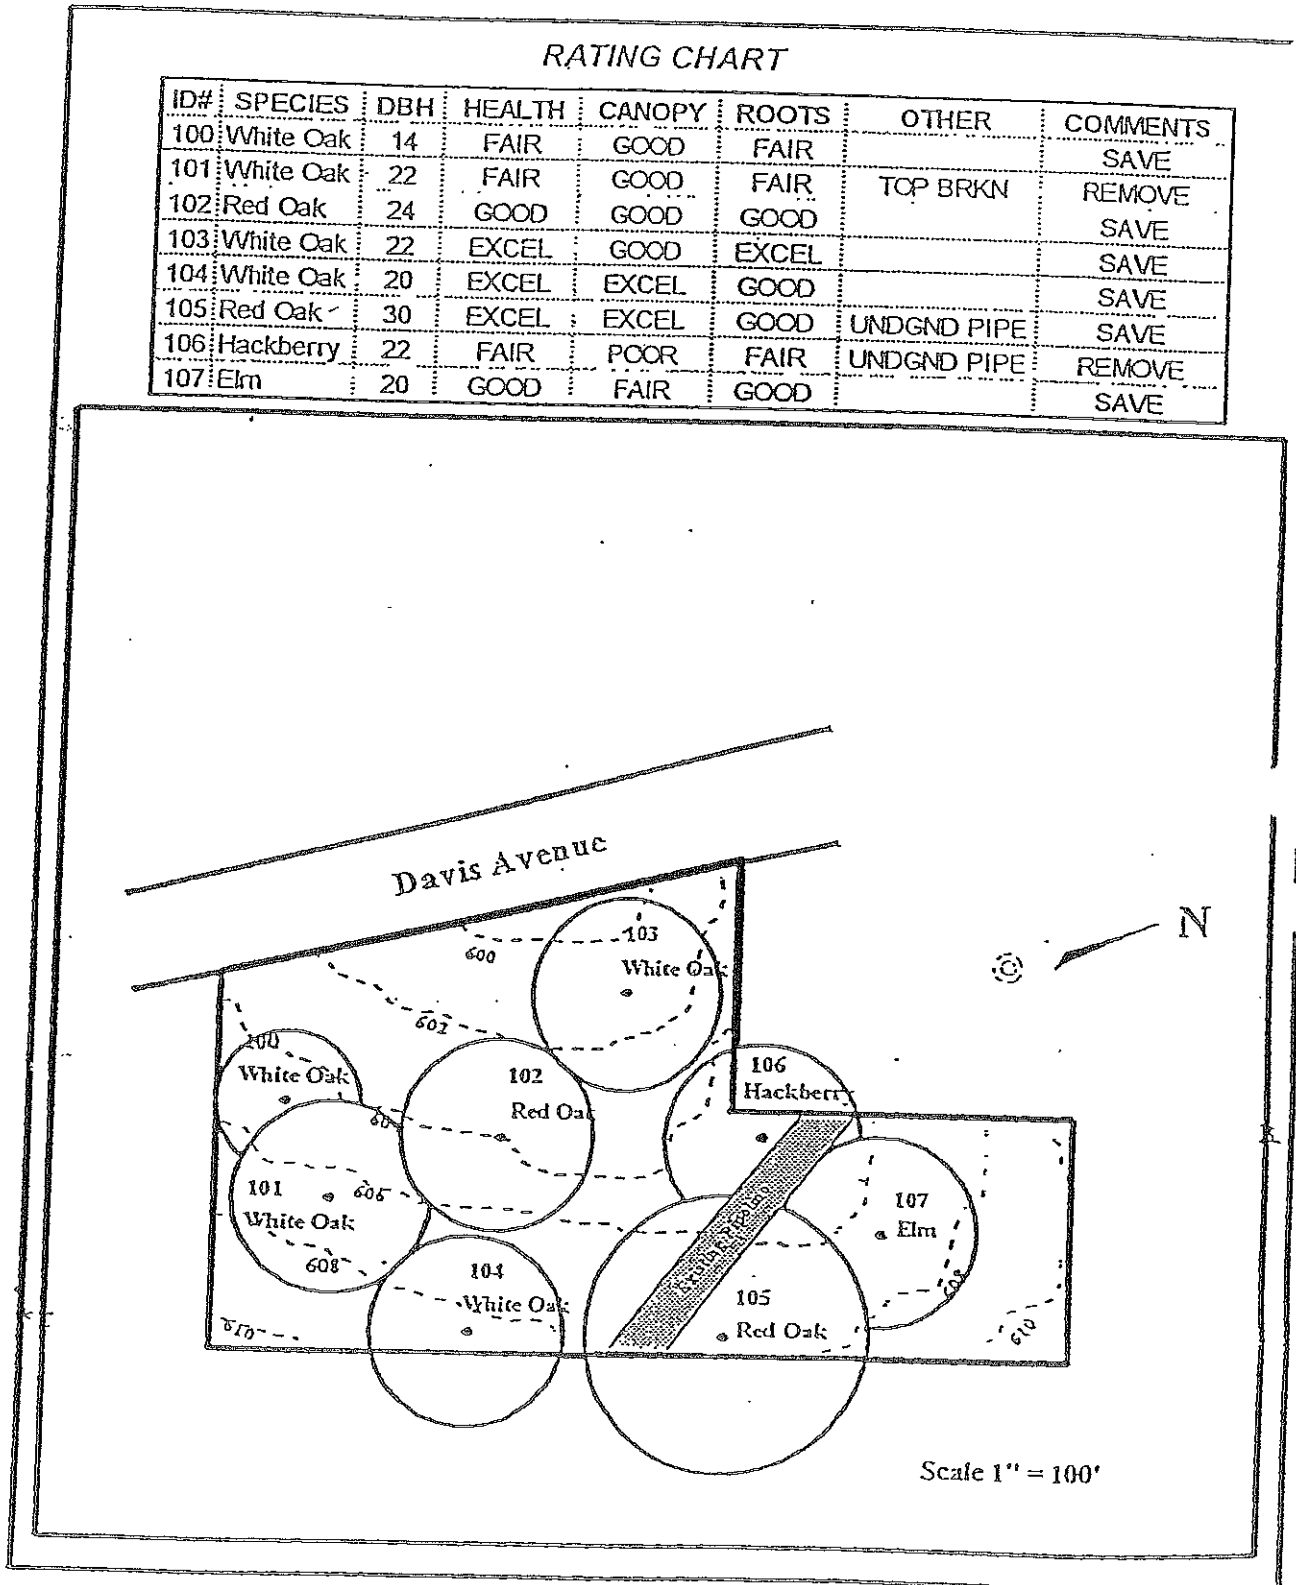 RATING CHART
ID# SPECIES DBH HEALTH CANOPY ROOTS OTHER COMMENTS
100 White Oak 14 FAIR GOOD FAIR SAVE
101 White Oak 22 FAIR GOOD FAIR TOP BRKN REMOVE
102 Red Oak 24 GOOD GOOD GOOD SAVE
103 White Oak 22 EXCEL GOOD EXCEL SAVE
104 White Oak 20 EXCEL EXCEL GOOD SAVE
105 Red Oak 30 EXCEL EXCEL GOOD UNDGND PIPE SAVE
106 Hackberry 22 FAIR POOR FAIR UNDGND PIPE REMOVE
107 Elm 20 GOOD FAIR GOOD SAVE
Davis Avenue
N
600
103
White Oak
602
100
White Oak
102
Red Oak
106
Hackberry
60
101
White Oak
606
107
Elm
608
104
White Oak
105
Red Oak
608
610
610
Scale 1" = 100'